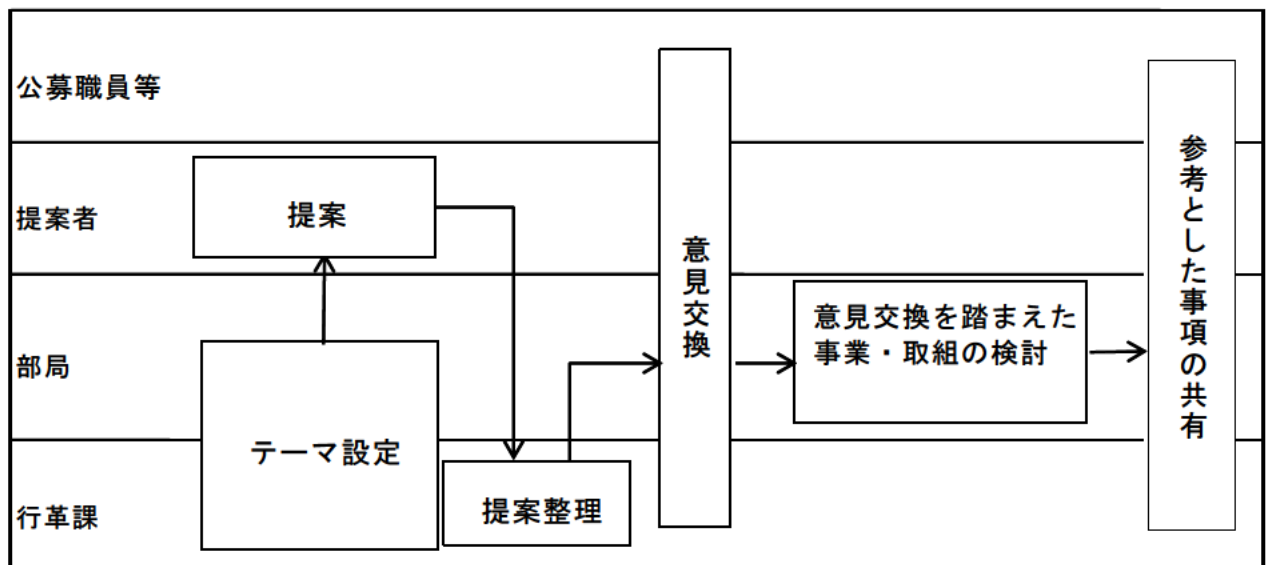 公募職員等
提案者
提案
部局
テーマ設定
行革課
提案整理
意見交換
意見交換を踏まえた
事業・取組の検討
参考とした事項の共有